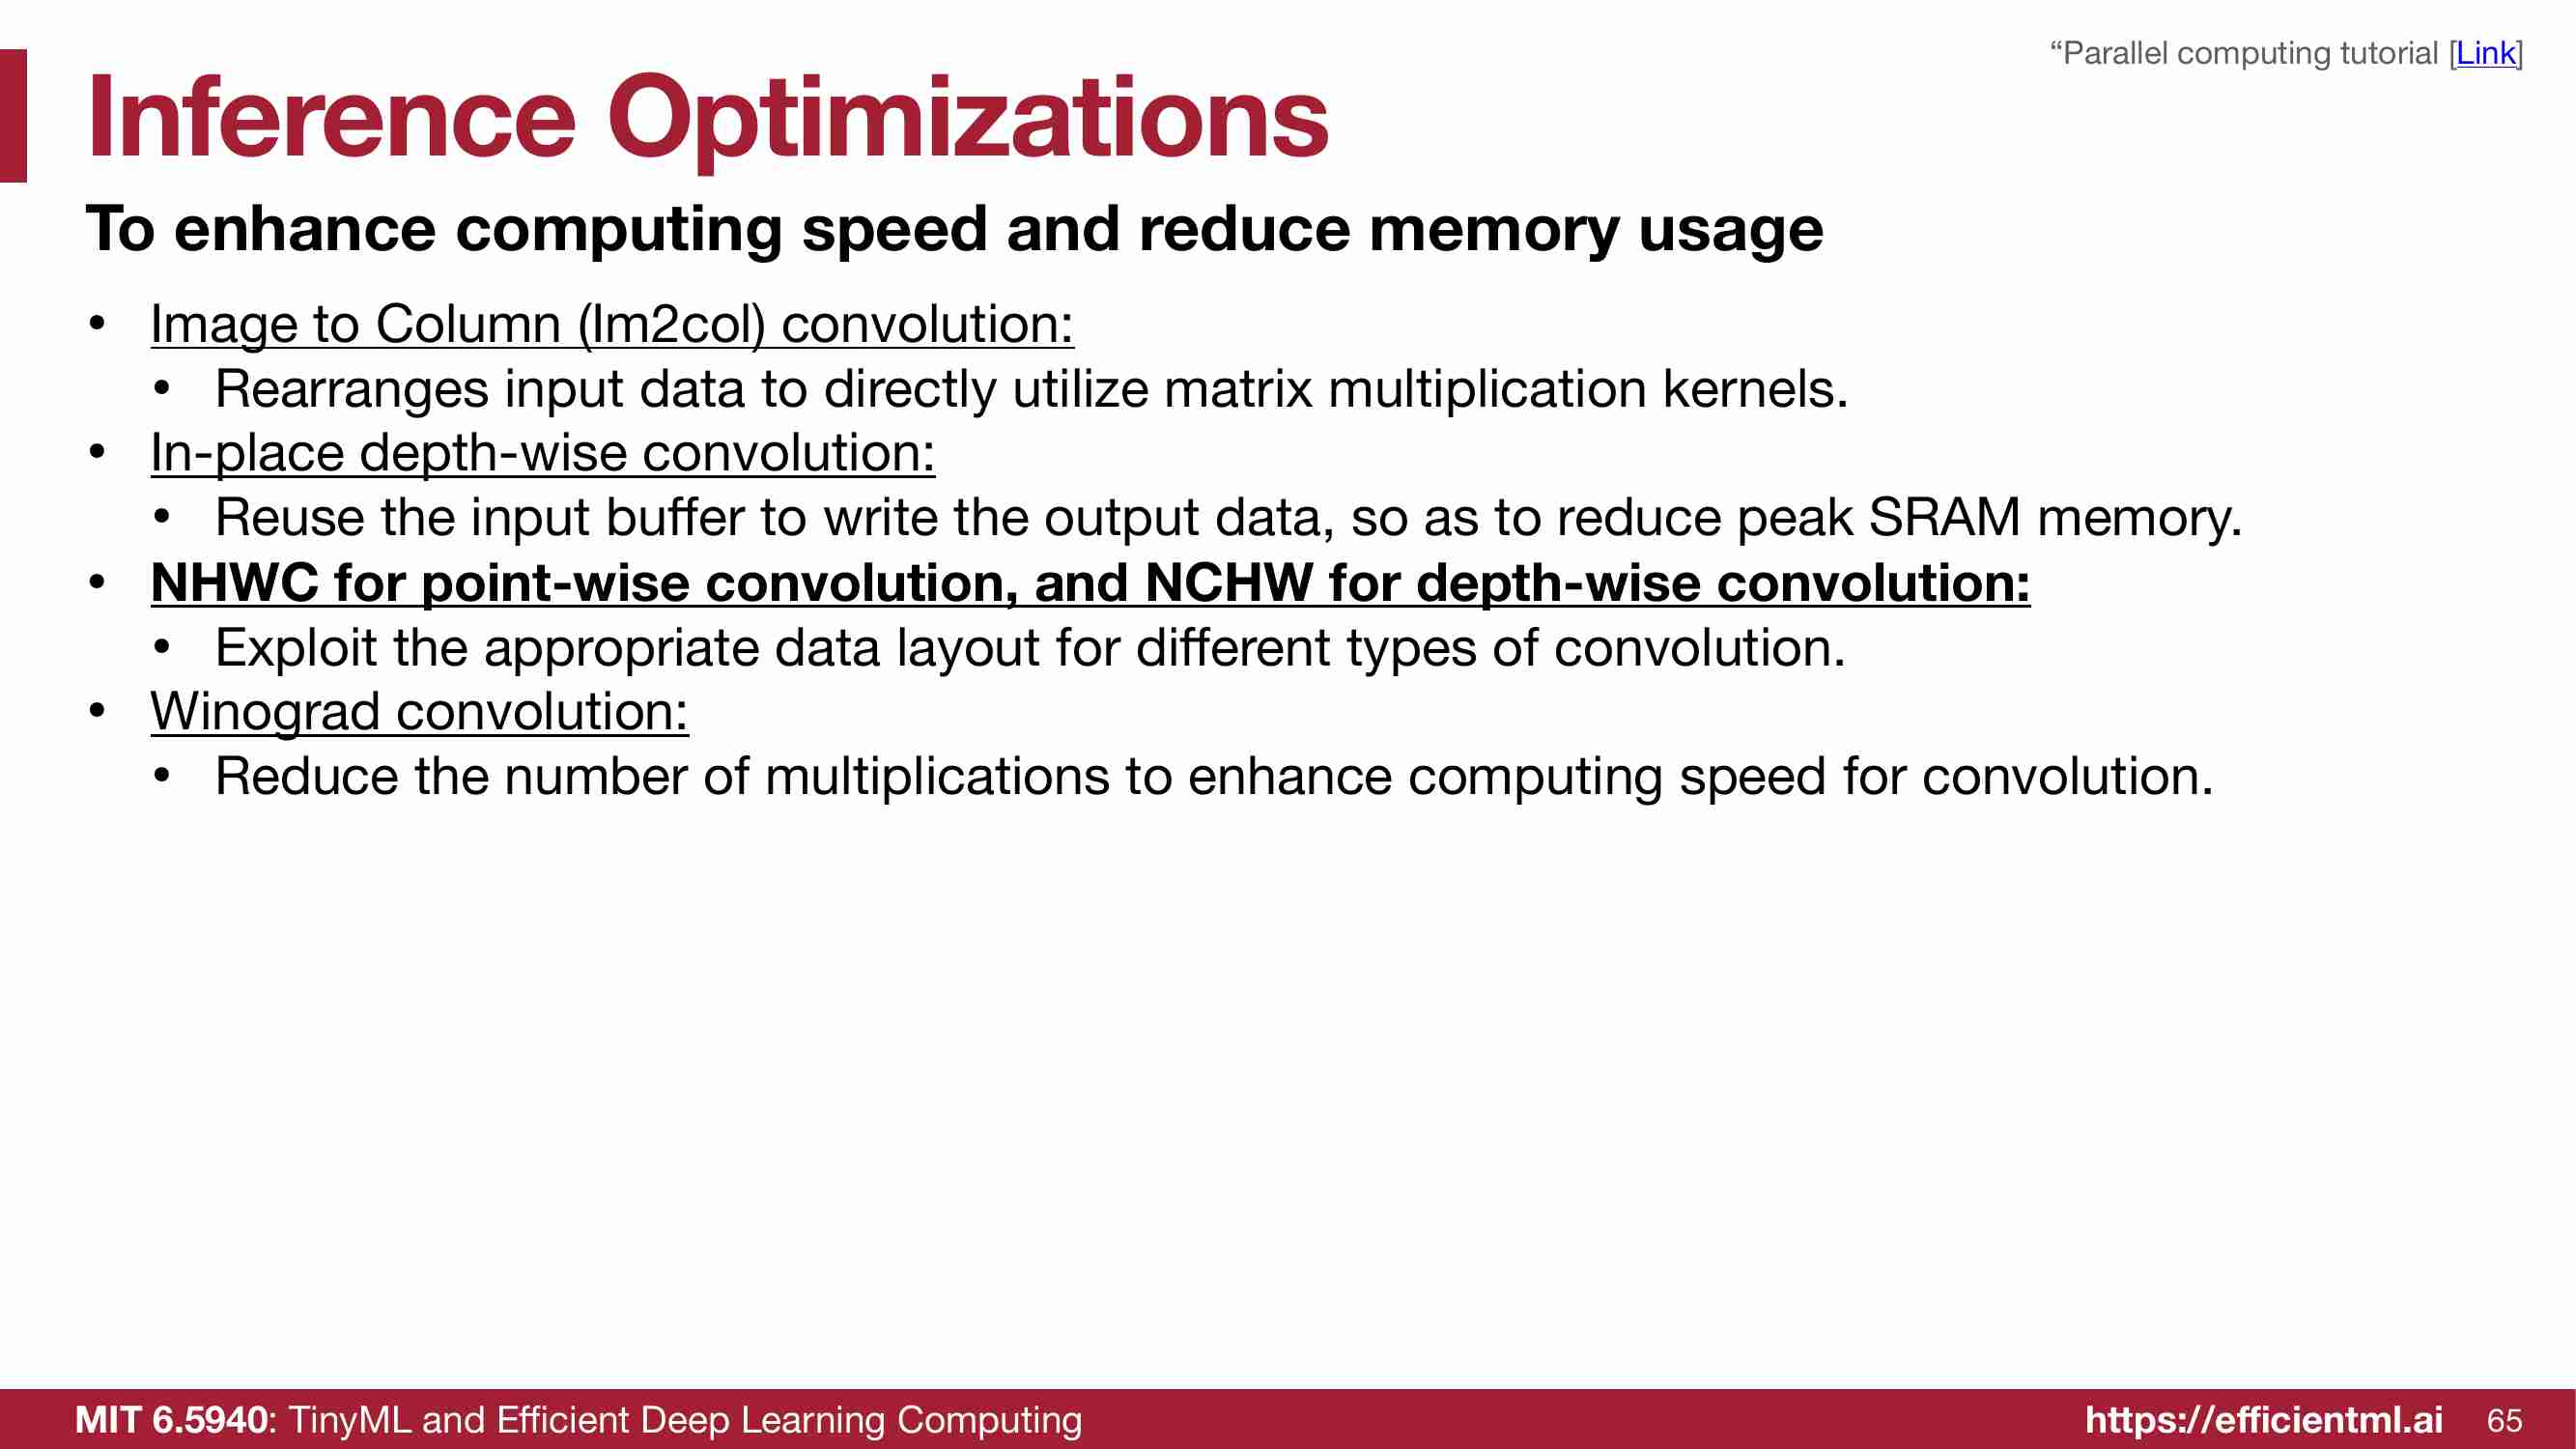 “Parallel computing tutorial [Link]
Inference Optimizations
To enhance computing speed and reduce memory usage
• Image to Column (Im2col) convolution:
• Rearranges input data to directly utilize matrix multiplication kernels.
• In-place depth-wise convolution:
• Reuse the input buffer to write the output data, so as to reduce peak SRAM memory.
• NHWC for point-wise convolution, and NCHW for depth-wise convolution:
• Exploit the appropriate data layout for different types of convolution.
• Winograd convolution:
• Reduce the number of multiplications to enhance computing speed for convolution.
MIT 6.5940: TinyML and Efficient Deep Learning Computing
https://efficientml.ai 65